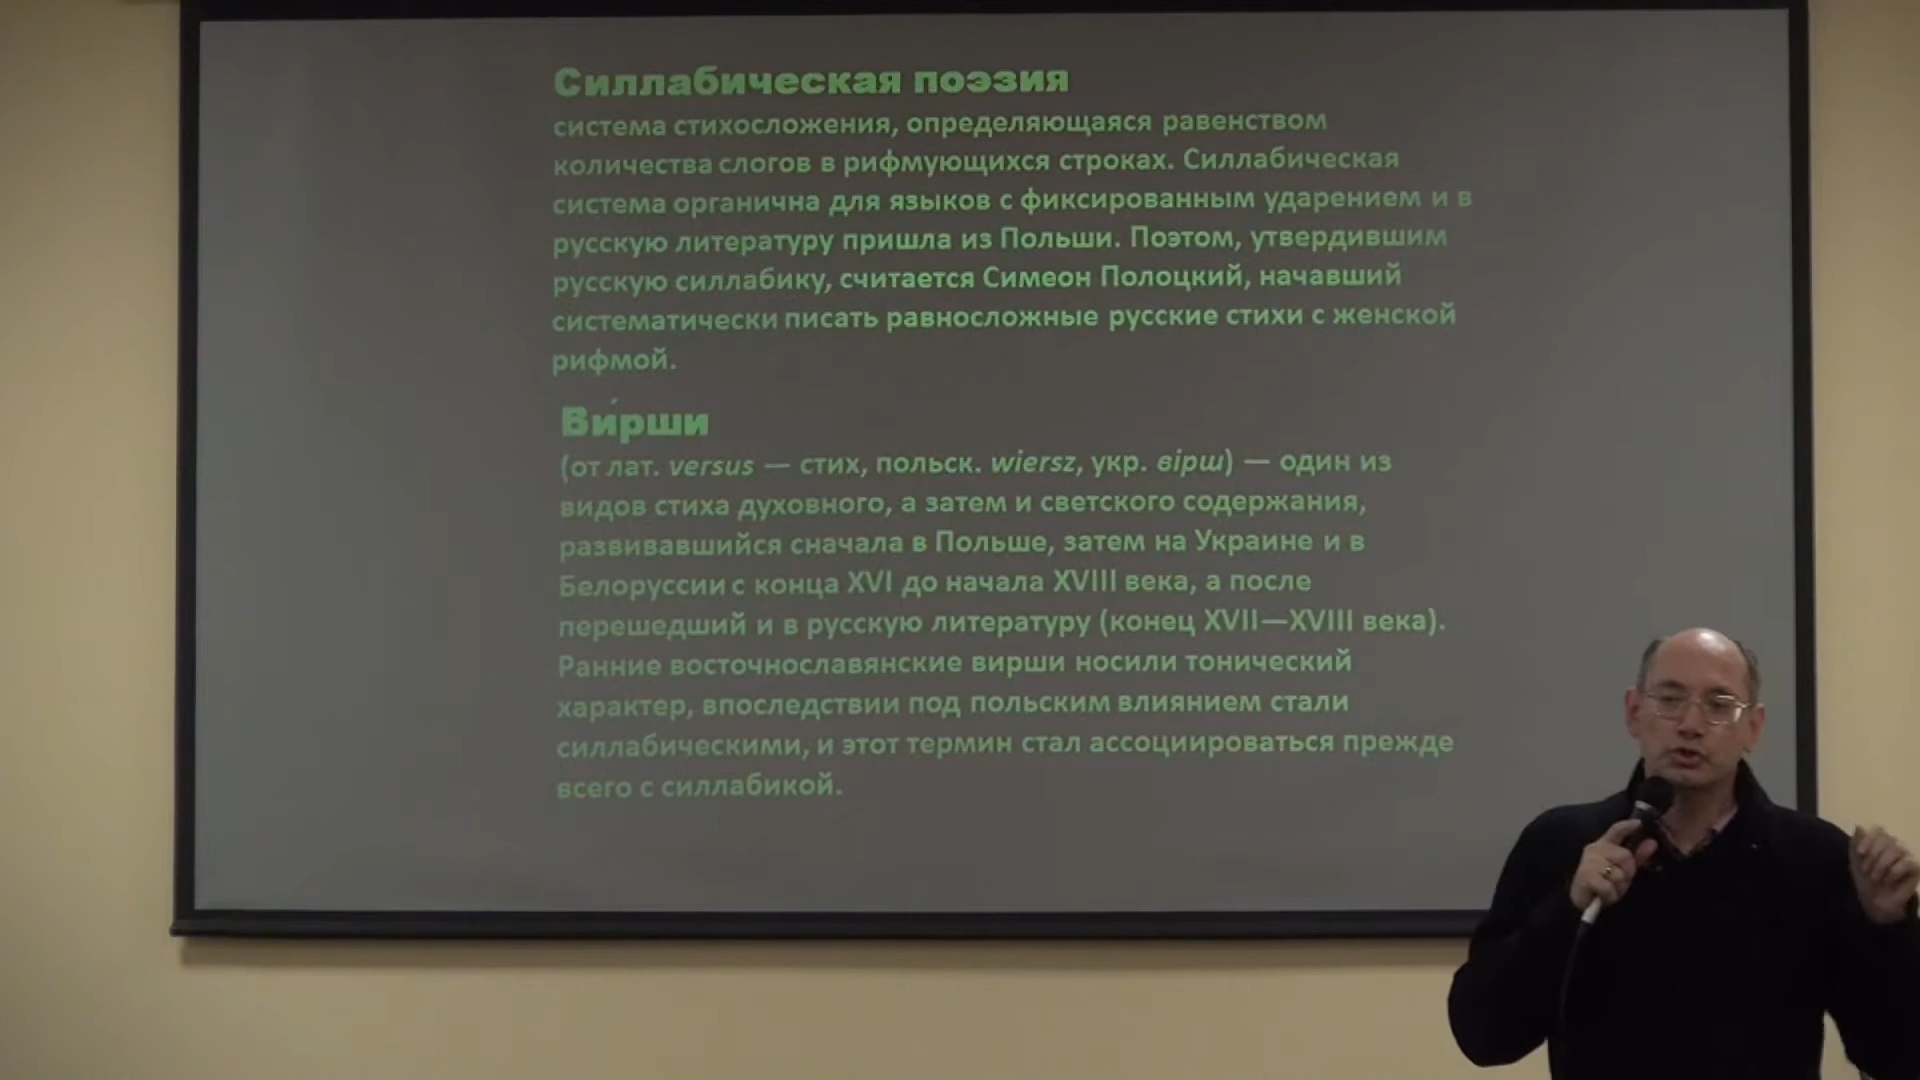 Силлабическая поэзия
система стихосложения, определяющаяся равенством
количества слогов в рифмующихся строках. Силлабическая
система органична для языков с фиксированным ударением и в
русскую литературу пришла из Польши. Поэтом, утвердившим
русскую силлабику, считается Симеон Полоцкий, начавший
систематически писать равносложные русские стихи с женской
рифмой.
Ви́рши
(от лат. versus — стих, польск. wiersz, укр. вірш) — один из
видов стиха духовного, а затем и светского содержания,
развивавшийся сначала в Польше, затем на Украине и в
Белоруссии с конца XVI до начала XVIII века, а после
перешедший и в русскую литературу (конец XVII—XVIII века).
Ранние восточнославянские вирши носили тонический
характер, впоследствии под польским влиянием стали
силлабическими, и этот термин стал ассоциироваться прежде
всего с силлабикой.